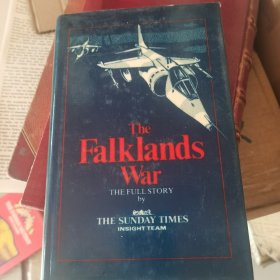 The
Falklands
War
THE FULL STORY
by
THE SUNDAY TIMES
INSIGHT TEAM